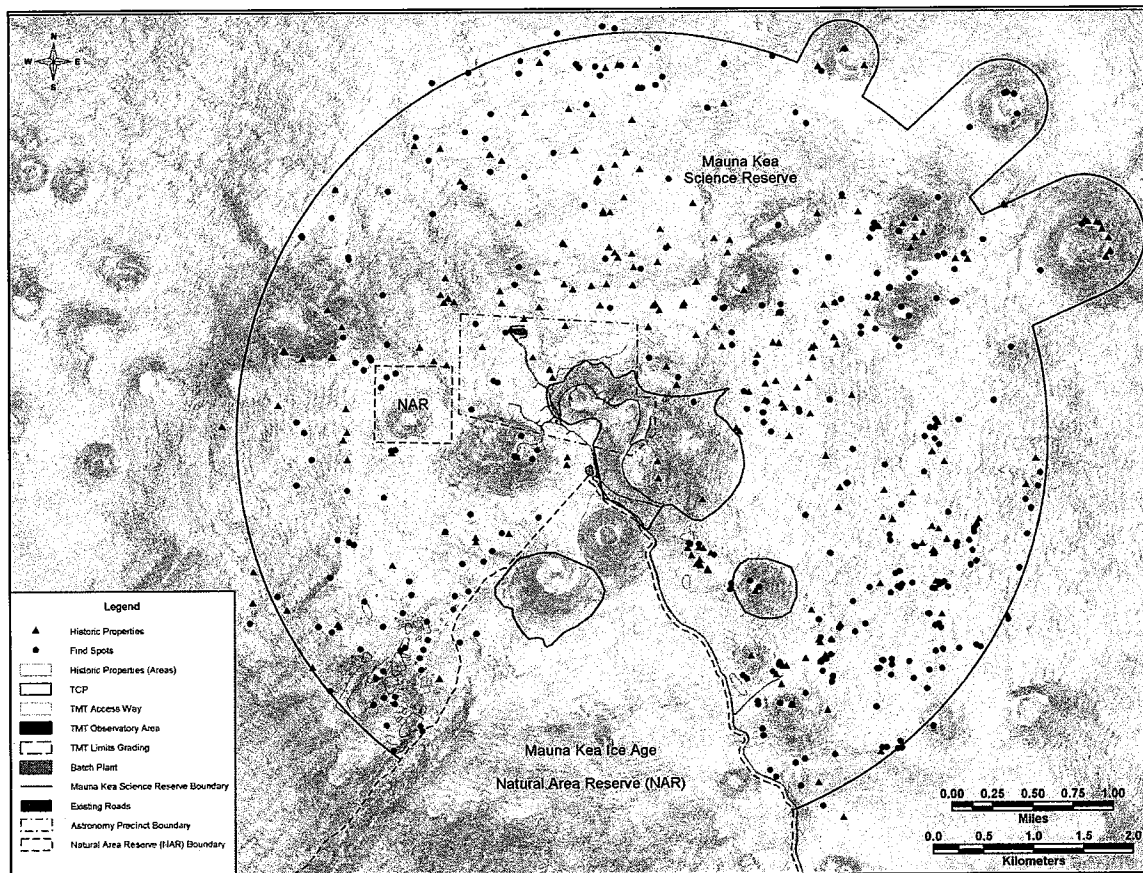 N
W E
S
Mauna Kea
Science Reserve
NAR
Mauna Kea Ice Age
Natural Area Reserve (NAR)
Legend
Historic Properties
Find Spots
Historic Properties (Areas)
TCP
TMT Access Way
TMT Observatory Area
TMT Limits Grading
Batch Plant
Mauna Kea Science Reserve Boundary
Existing Roads
Astronomy Precinct Boundary
Natural Area Reserve (NAR) Boundary
0.00 0.25 0.50 0.75 1.00
Miles
0.0 0.5 1.0 1.5 2.0
Kilometers